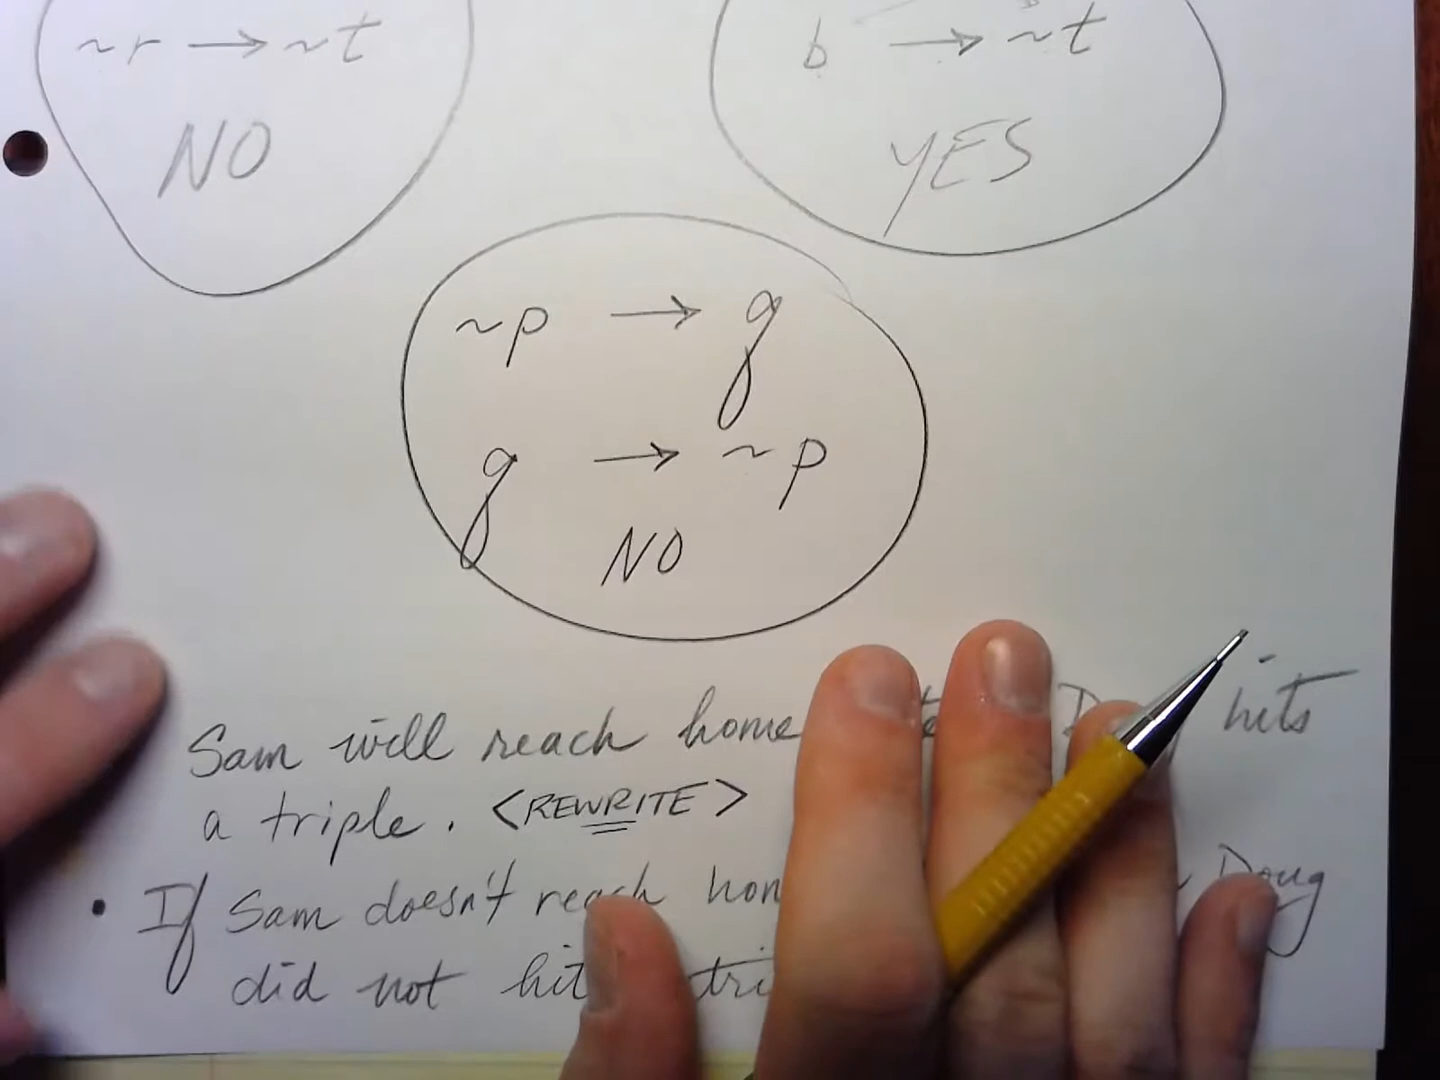 ~r → ~t
b → ~t
NO
YES
~p → g
g → ~p
NO
Sam will reach home hits
a triple. <REWRITE>
• If Sam doesn't reach Doug
did not hit